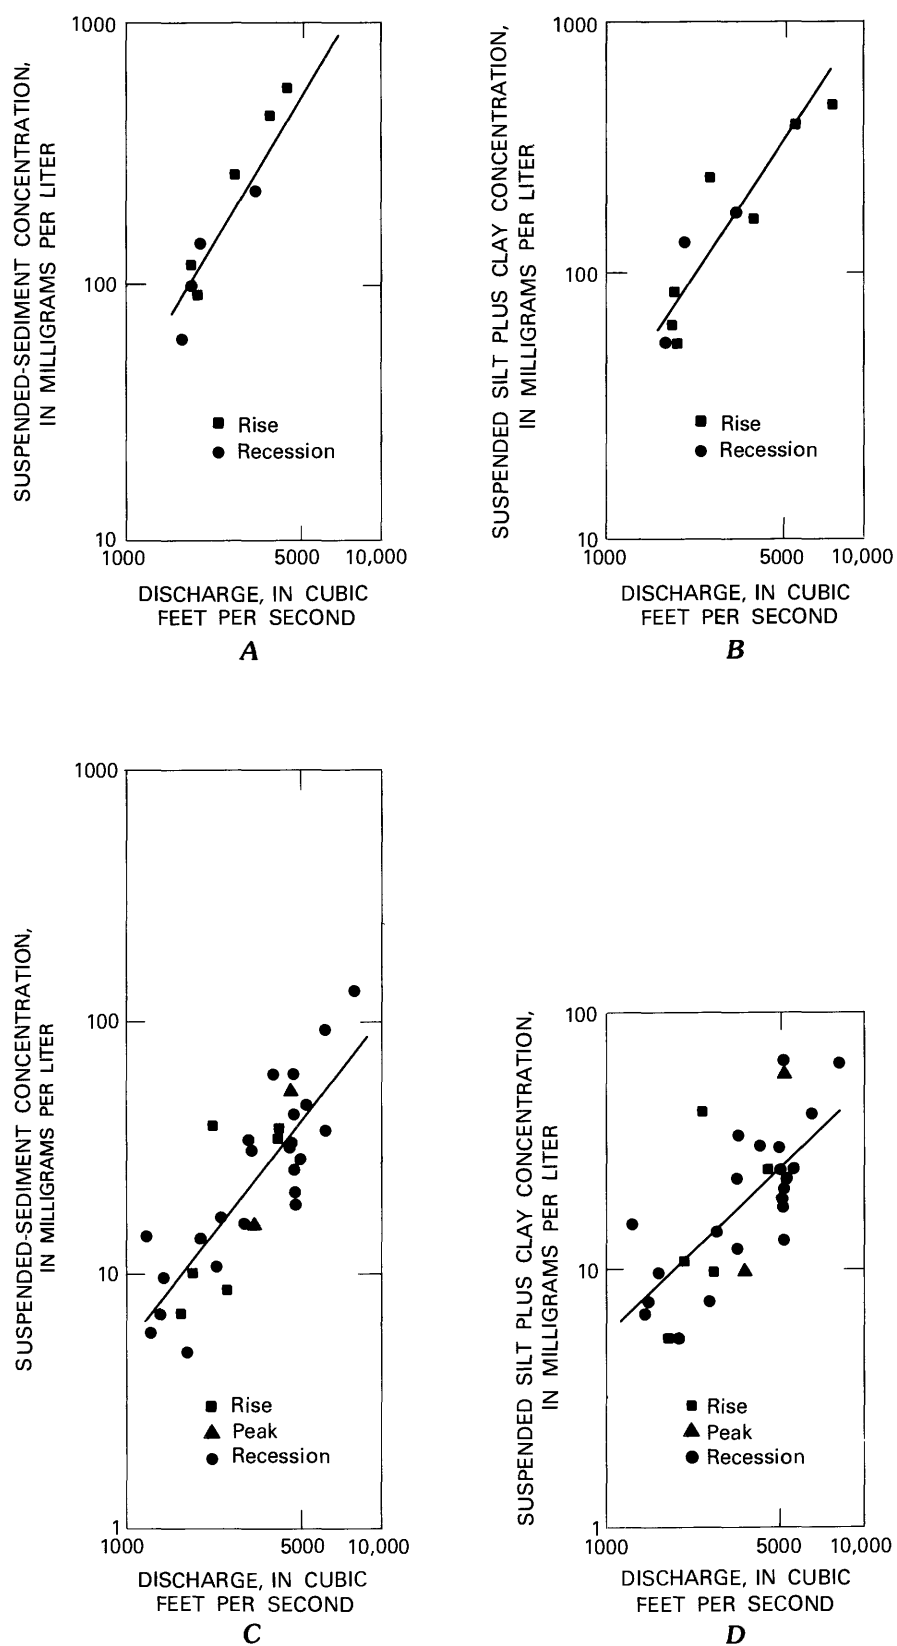 SUSPENDED-SEDIMENT CONCENTRATION,
IN MILLIGRAMS PER LITER
1000
100
10
1000
5000
10,000
Rise
Recession
DISCHARGE, IN CUBIC
FEET PER SECOND
A
SUSPENDED SILT PLUS CLAY CONCENTRATION,
IN MILLIGRAMS PER LITER
1000
100
10
1000
5000
10,000
Rise
Recession
DISCHARGE, IN CUBIC
FEET PER SECOND
B
SUSPENDED-SEDIMENT CONCENTRATION,
IN MILLIGRAMS PER LITER
1000
100
10
1
1000
5000
10,000
Rise
Peak
Recession
DISCHARGE, IN CUBIC
FEET PER SECOND
C
SUSPENDED SILT PLUS CLAY CONCENTRATION,
IN MILLIGRAMS PER LITER
100
10
1
1000
5000
10,000
Rise
Peak
Recession
DISCHARGE, IN CUBIC
FEET PER SECOND
D